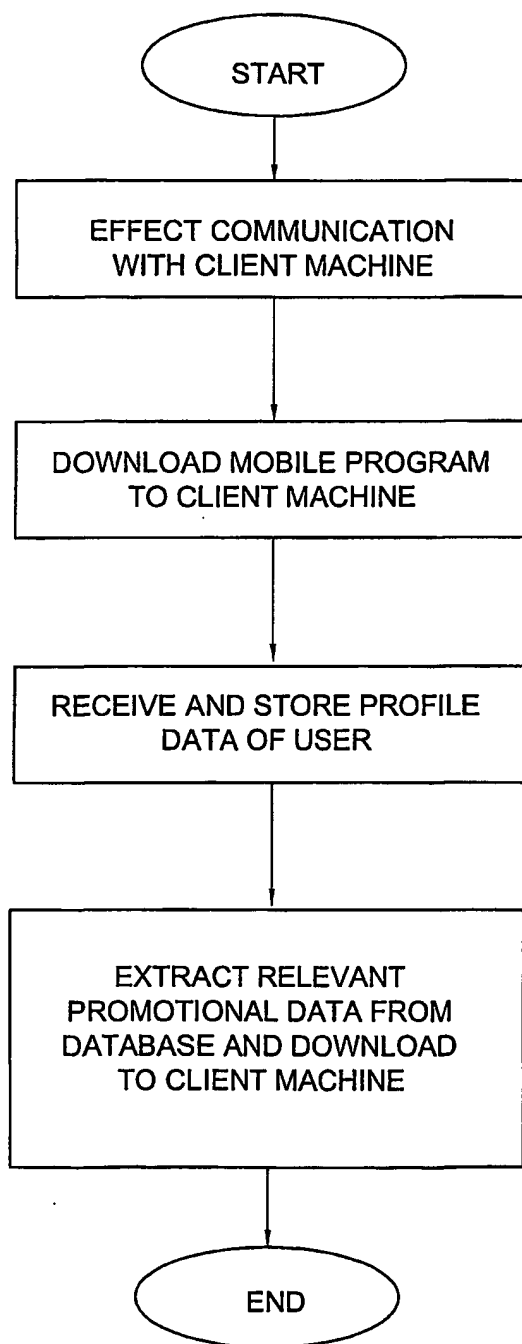 START
EFFECT COMMUNICATION
WITH CLIENT MACHINE
DOWNLOAD MOBILE PROGRAM
TO CLIENT MACHINE
RECEIVE AND STORE PROFILE
DATA OF USER
EXTRACT RELEVANT
PROMOTIONAL DATA FROM
DATABASE AND DOWNLOAD
TO CLIENT MACHINE
END